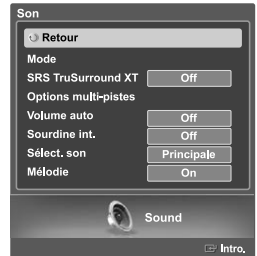 Son
Retour
Mode
SRS TruSurround XT Off
Options multi-pistes
Volume auto Off
Sourdine int. Off
Sélect. son Principale
Mélodie On
Sound
Intro.